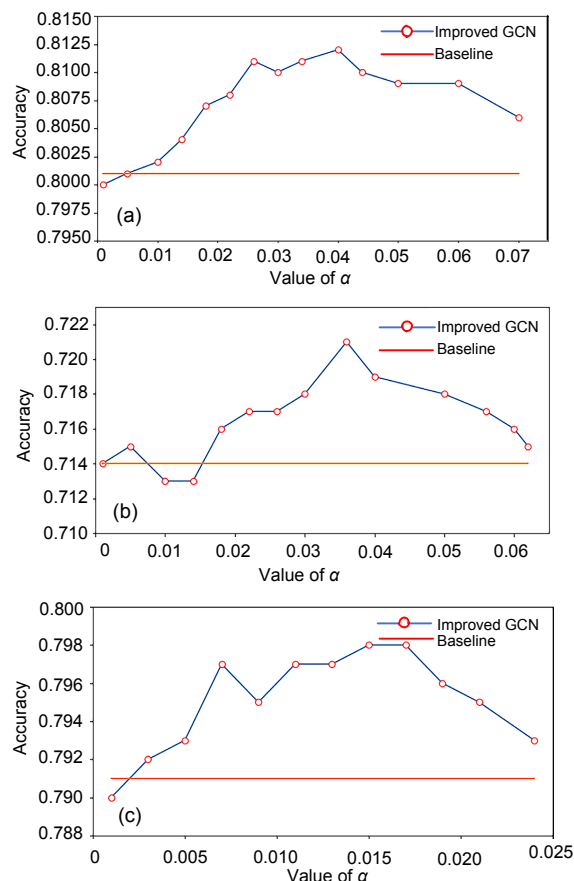 0.8150
0.8125
0.8100
0.8075
0.8050
0.8025
0.8000
0.7975
0.7950
Accuracy
Improved GCN
Baseline
(a)
0 0.01 0.02 0.03 0.04 0.05 0.06 0.07
Value of α
0.722
0.720
0.718
0.716
0.714
0.712
0.710
Accuracy
Improved GCN
Baseline
(b)
0 0.01 0.02 0.03 0.04 0.05 0.06
Value of α
0.800
0.798
0.796
0.794
0.792
0.790
0.788
Accuracy
Improved GCN
Baseline
(c)
0 0.005 0.010 0.015 0.020 0.025
Value of α